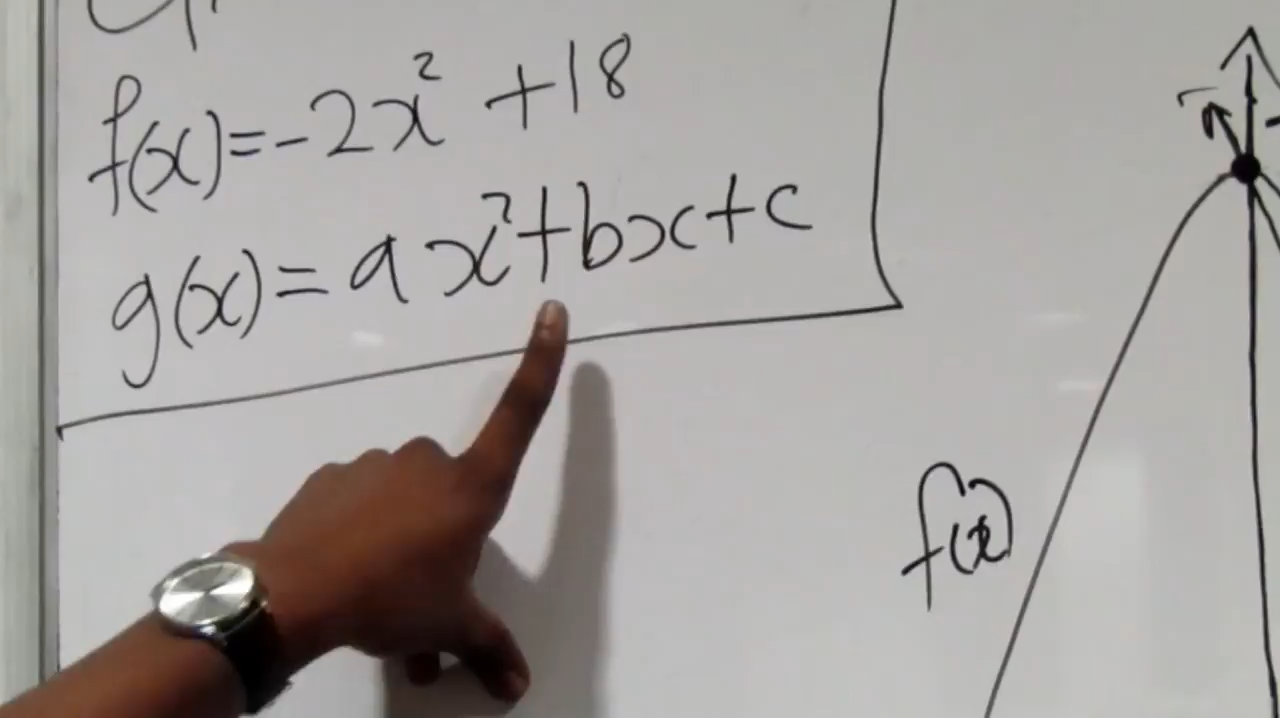 f(x)=-2x²+18
g(x)=ax²+bx+c
f(x)